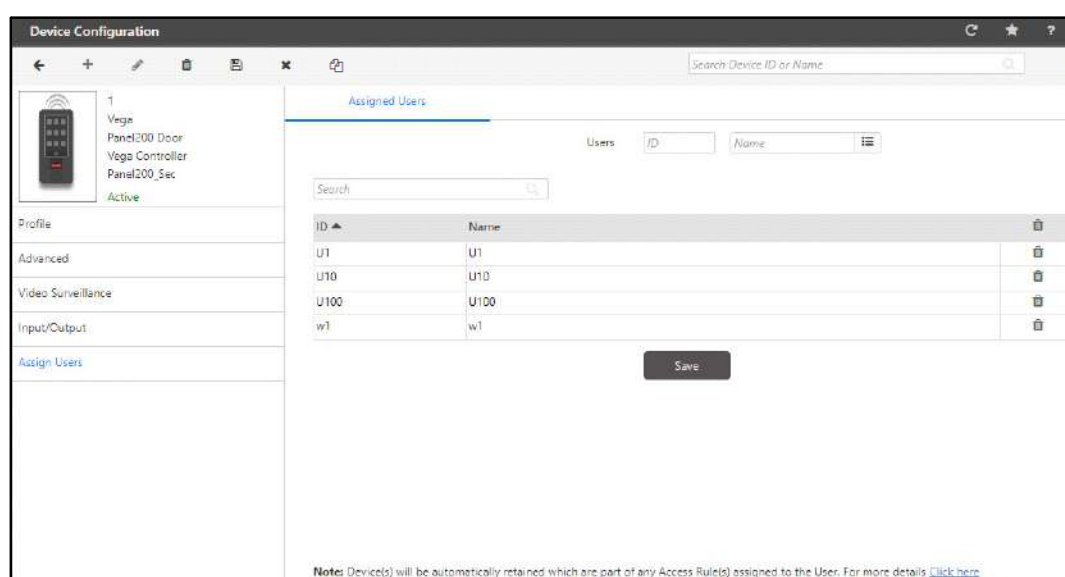 Device Configuration
Search Device ID or Name
1
Vega
Panel200 Door
Vega Controller
Panel200_Sec
Active
Profile
Advanced
Video Surveillance
Input/Output
Assign Users
Assigned Users
Users ID Name
Search
ID Name
U1 U1
U10 U10
U100 U100
w1 w1
Save
Note: Device(s) will be automatically retained which are part of any Access Rule(s) assigned to the User. For more details Click here